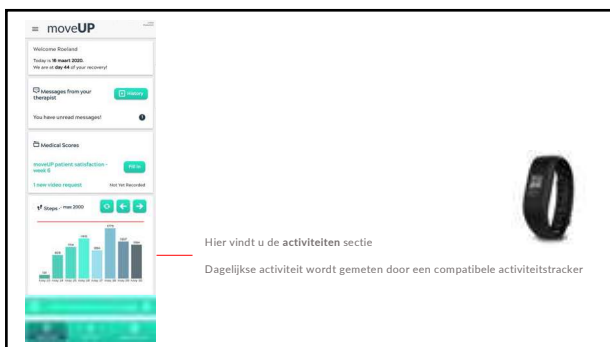 moveUP
Welcome Roeland
Today is 16 maart 2020.
We are at day 44 of your recovery!
Messages from your
therapist
History
You have unread messages!
Medical Scores
moveUP patient satisfaction -
week 6
Fill in
1 new video request
Not Yet Recorded
Steps - max 2000
Hier vindt u de activiteiten sectie
Dagelijkse activiteit wordt gemeten door een compatibele activiteitstracker